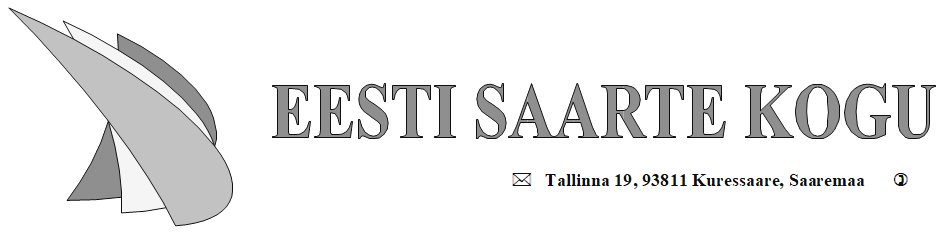 EESTI SAARTE KOGU
Tallinna 19, 93811 Kuressaare, Saaremaa